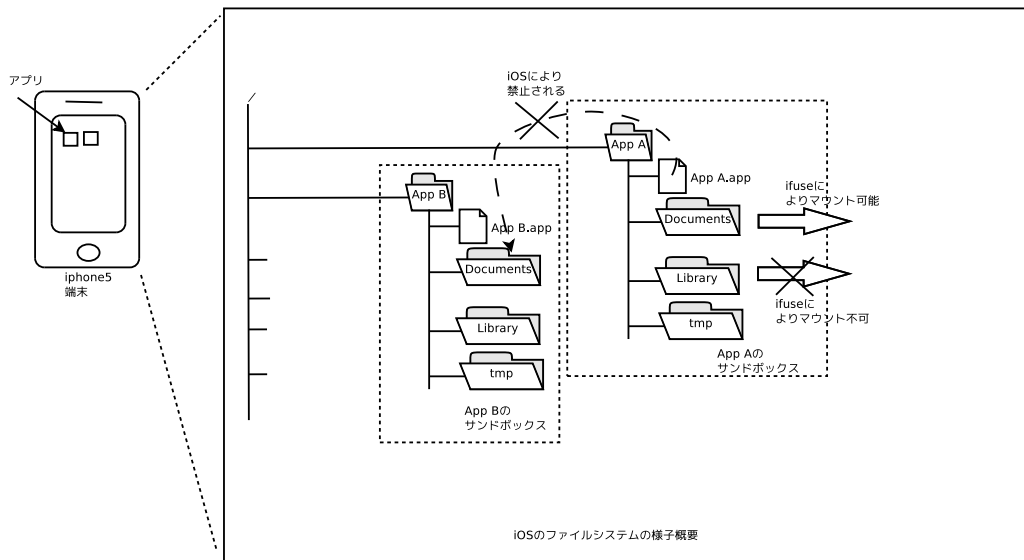 アプリ
iphone5
端末
/
iOSにより
禁止される
App A
App A.app
Documents
Library
tmp
App Aの
サンドボックス
ifuseに
よりマウント可能
ifuseに
よりマウント不可
App B
App B.app
Documents
Library
tmp
App Bの
サンドボックス
iOSのファイルシステムの様子概要